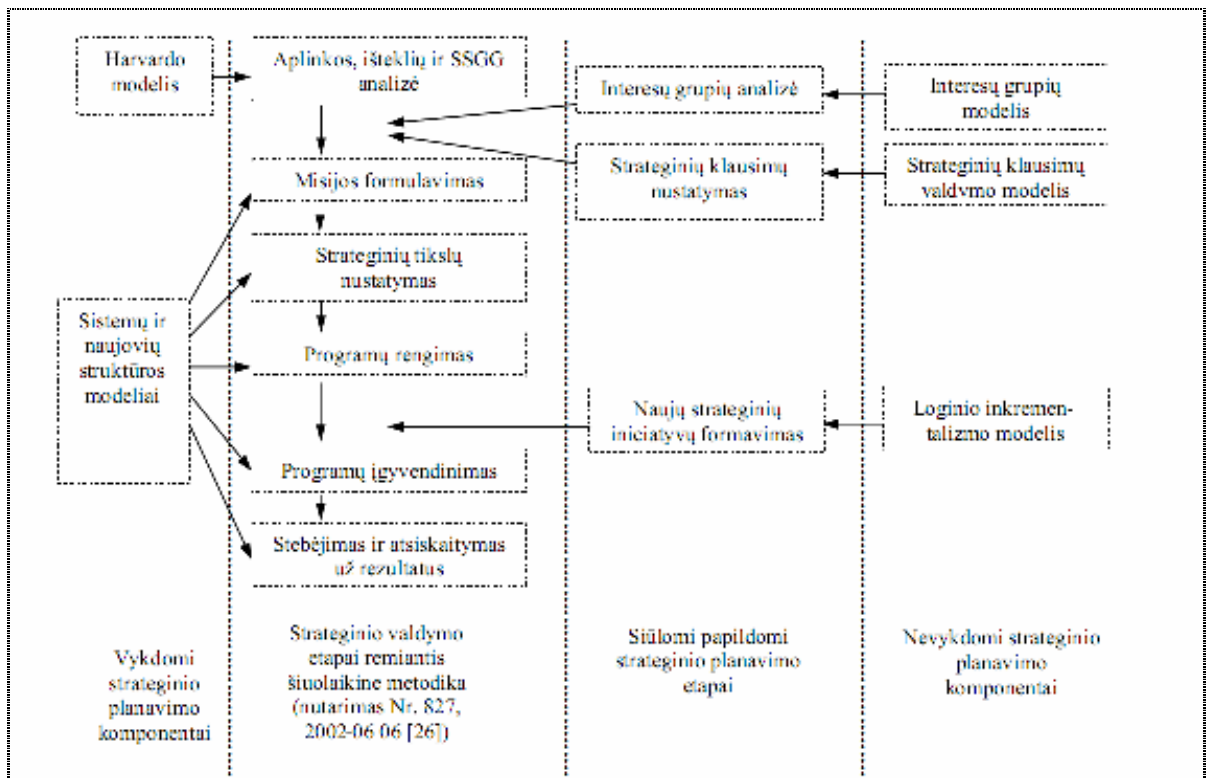 Harvardo
modelis
Aplinkos, išteklių ir SSGG
analizė
Interesų grupių analizė
Interesų grupių
modelis
Misijos formulavimas
Strateginių klausimų
nustatymas
Strateginių klausimų
valdymo modelis
Strateginių tikslų
nustatymas
Sistemų ir
naujovių
struktūros
modeliai
Programų rengimas
Naujų strateginių
iniciatyvų formavimas
Loginio inkremen-
talizmo modelis
Programų įgyvendinimas
Stebėjimas ir atsiskaitymas
už rezultatus
Vykdomi
strateginio
planavimo
komponentai
Strateginio valdymo
etapai remiantis
šiuolaikine metodika
(nutarimas Nr. 827,
2002-06 06 [26])
Siūlomi papildomi
strateginio planavimo
etapai
Nevykdomi strateginio
planavimo
komponentai